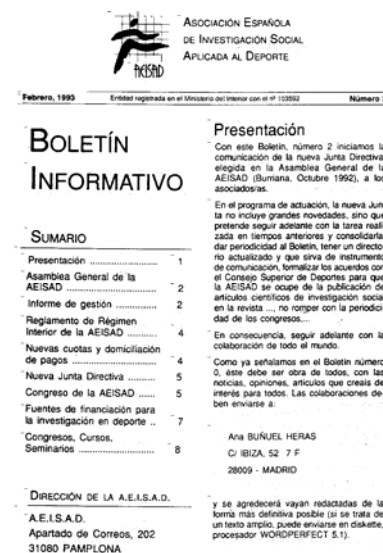 ASOCIACIÓN ESPAÑOLA
DE INVESTIGACIÓN SOCIAL
APLICADA AL DEPORTE
AEISAD
Febrero, 1993
Entidad registrada en el Ministerio del Interior con el nº 103592
Número
BOLETÍN
INFORMATIVO
SUMARIO
Presentación .................. 1
Asamblea General de la
AEISAD ........................ 2
Informe de gestión ........ 2
Reglamento de Régimen
Interior de la AEISAD ........... 4
Nuevas cuotas y domiciliación
de pagos ......................... 4
Nueva Junta Directiva .......... 5
Congreso de la AEISAD ...... 5
Fuentes de financiación para
la investigación en deporte .. 7
Congresos, Cursos,
Seminarios ........................ 8
DIRECCIÓN DE LA A.E.I.S.A.D.
A.E.I.S.A.D.
Apartado de Correos, 202
31080 PAMPLONA
Presentación
Con este Boletín, número 2 iniciamos la
comunicación de la nueva Junta Directiva
elegida en la Asamblea General de la
AEISAD (Burriana, Octubre 1992), a los
asociados/as.
En el programa de actuación, la nueva Jun
ta no incluye grandes novedades, sino que
pretende seguir adelante con la tarea reali
zada en tiempos anteriores y consolidarla:
dar periodicidad al Boletín, tener un directo
rio actualizado y que sirva de instrumento
de comunicación, formalizar los acuerdos con
el Consejo Superior de Deportes para que
la AEISAD se ocupe de la publicación de
artículos científicos de investigación social
en la revista ..., no romper con la periodici
dad de los congresos,...
En consecuencia, seguir adelante con la
colaboración de todo el mundo.
Como ya señalamos en el Boletín número
0, éste debe ser obra de todos, con las
noticias, opiniones, artículos que creais de
interés para todos. Las colaboraciones de-
ben enviarse a:
Ana BUÑUEL HERAS
C/ IBIZA, 52 7 F
28009 - MADRID
y se agredecerá vayan redactadas de la
forma más definitiva posible (si se trata de
un texto amplio, puede enviarse en diskette,
procesador WORDPERFECT 5.1).